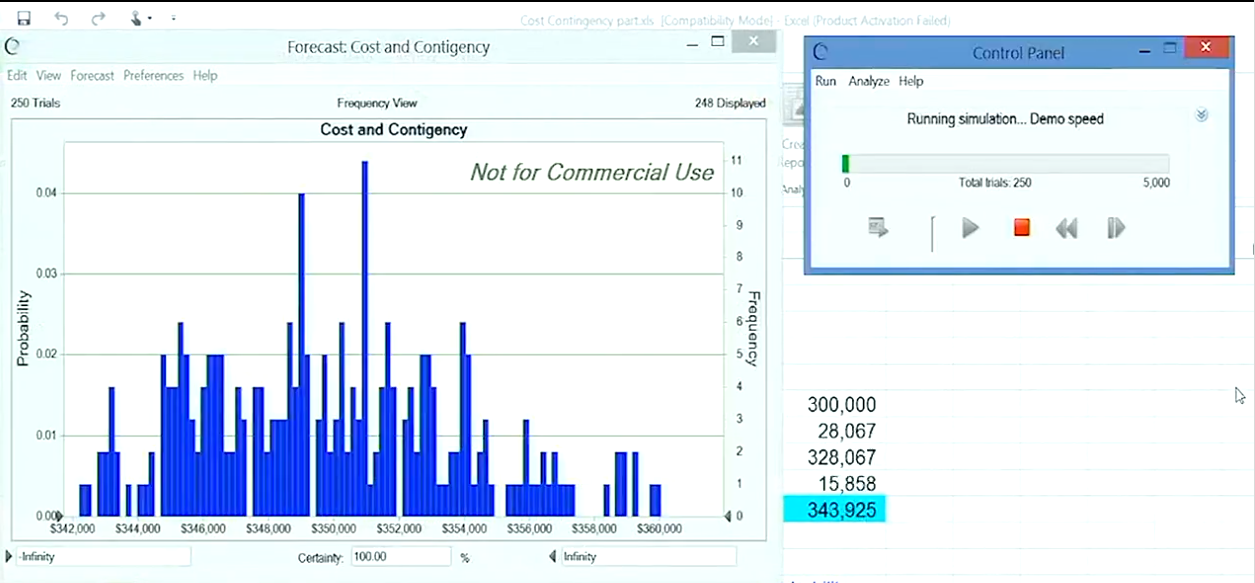 Cost Contingency part.xls [Compatibility Mode] - Excel (Product Activation Failed)
Forecast: Cost and Contigency
Edit View Forecast Preferences Help
250 Trials Frequency View 248 Displayed
Cost and Contigency
Not for Commercial Use
Probability
0.04
0.03
0.02
0.01
0.00
Frequency
11
10
9
8
7
6
5
4
3
2
1
0
$342,000 $344,000 $346,000 $348,000 $350,000 $352,000 $354,000 $356,000 $358,000 $360,000
-Infinity Certainty: 100.00 % Infinity
Control Panel
Run Analyze Help
Running simulation... Demo speed
0 Total trials: 250 5,000
300,000
28,067
328,067
15,858
343,925